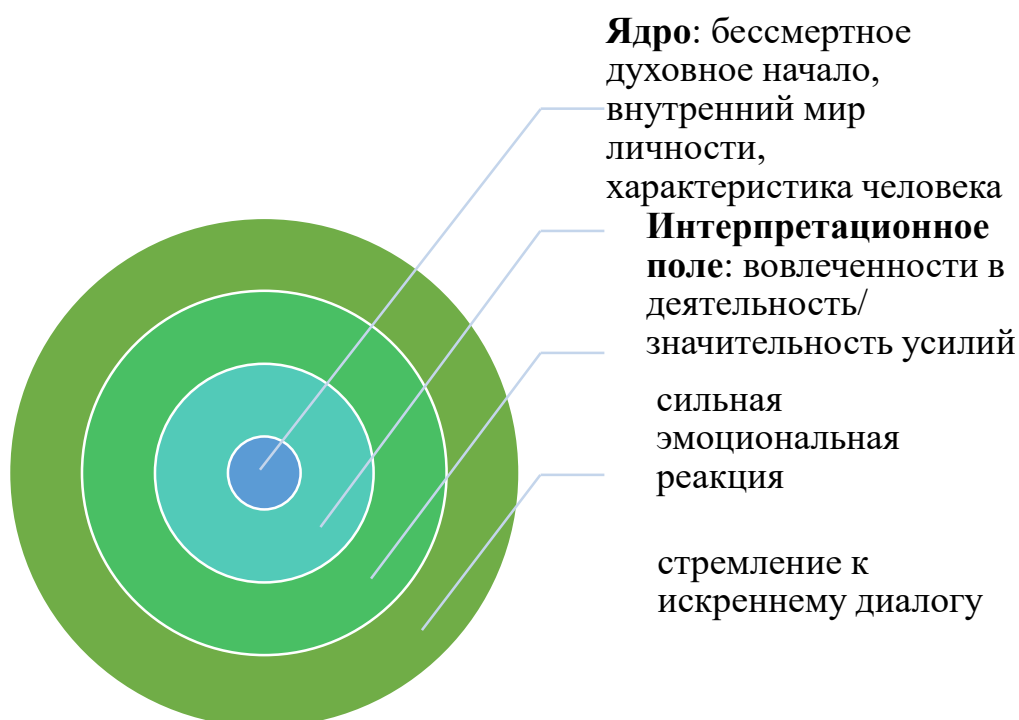 Ядро: бессмертное
духовное начало,
внутренний мир
личности,
характеристика человека
Интерпретационное
поле: вовлеченности в
деятельность/
значительность усилий
сильная
эмоциональная
реакция
стремление к
искреннему диалогу